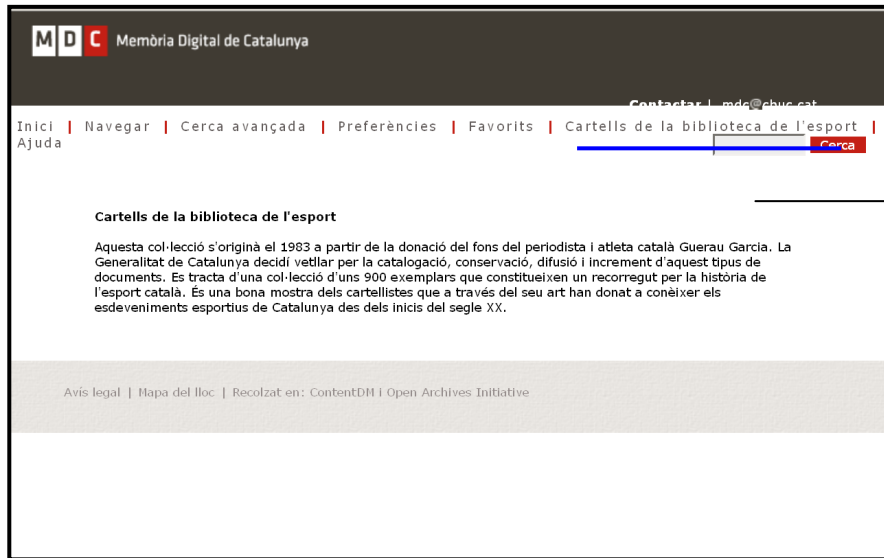 MDC Memòria Digital de Catalunya
Contactar | mdc@cbuc.cat
Inici | Navegar | Cerca avançada | Preferències | Favorits | Cartells de la biblioteca de l'esport |
Ajuda
Cerca
Cartells de la biblioteca de l'esport
Aquesta col·lecció s'originà el 1983 a partir de la donació del fons del periodista i atleta català Guerau Garcia. La
Generalitat de Catalunya decidí vetllar per la catalogació, conservació, difusió i increment d'aquest tipus de
documents. Es tracta d'una col·lecció d'uns 900 exemplars que constitueixen un recorregut per la història de
l'esport català. És una bona mostra dels cartellistes que a través del seu art han donat a conèixer els
esdeveniments esportius de Catalunya des dels inicis del segle XX.
Avís legal | Mapa del lloc | Recolzat en: ContentDM i Open Archives Initiative